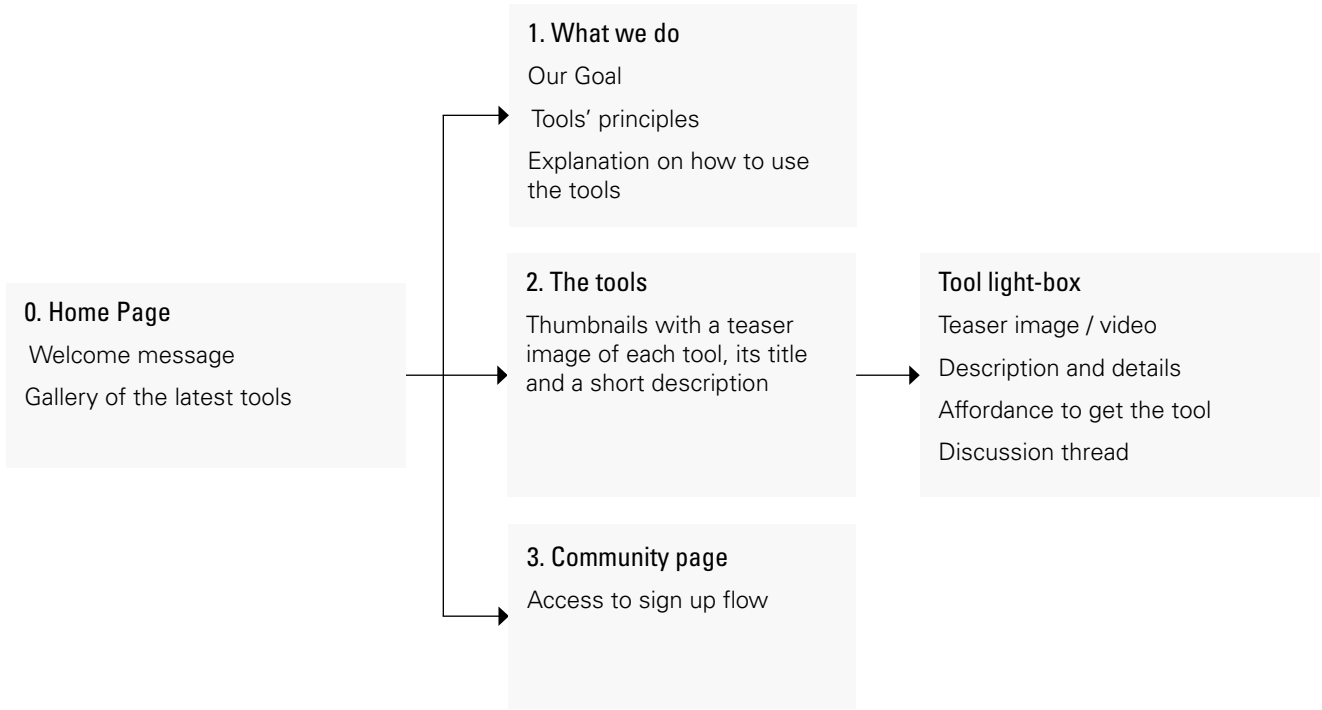 0. Home Page
Welcome message
Gallery of the latest tools
1. What we do
Our Goal
Tools’ principles
Explanation on how to use
the tools
2. The tools
Thumbnails with a teaser
image of each tool, its title
and a short description
Tool light-box
Teaser image / video
Description and details
Affordance to get the tool
Discussion thread
3. Community page
Access to sign up flow